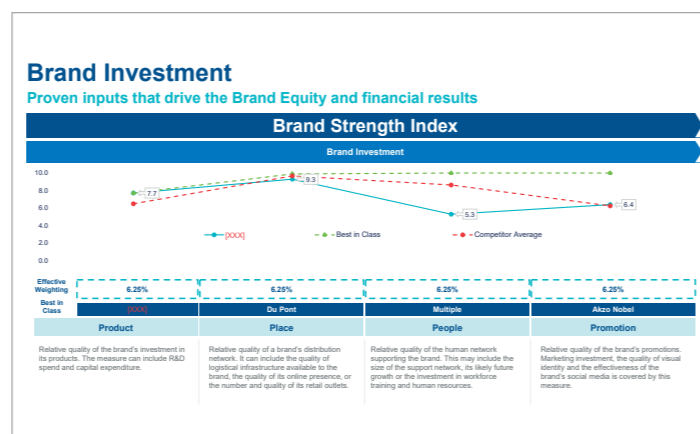 Brand Investment
Proven inputs that drive the Brand Equity and financial results
Brand Strength Index
Brand Investment
10.0
8.0
6.0
4.0
2.0
0.0
7.7
9.3
5.3
6.4
[XXX]
Best in Class
Competitor Average
Effective
Weighting
6.25%
6.25%
6.25%
6.25%
Best in
Class
[XXX]
Du Pont
Multiple
Akzo Nobel
Product
Place
People
Promotion
Relative quality of the brand's investment in
its products. The measure can include R&D
spend and capital expenditure.
Relative quality of a brand's distribution
network. It can include the quality of
logistical infrastructure available to the
brand, the quality of its online presence, or
the number and quality of its retail outlets.
Relative quality of the human network
supporting the brand. This may include the
size of the support network, its likely future
growth or the investment in workforce
training and human resources.
Relative quality of the brand's promotions.
Marketing investment, the quality of visual
identity and the effectiveness of the
brand's social media is covered by this
measure.